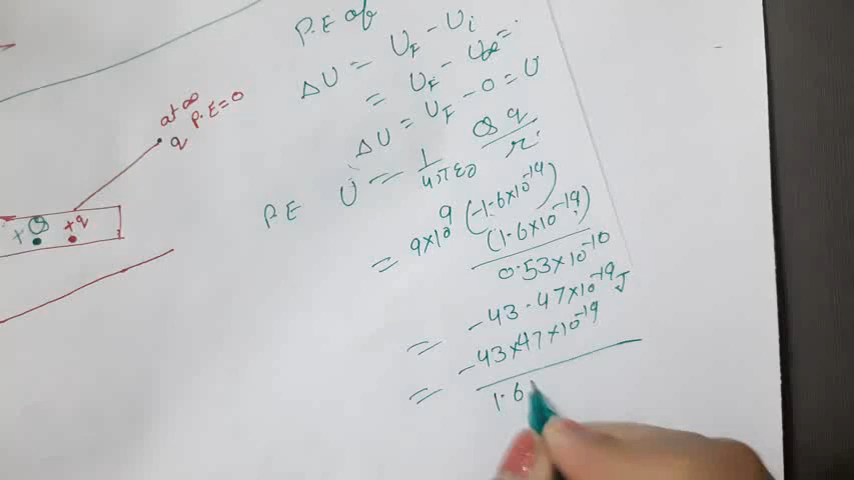 P.E of
ΔU = U_F - U_i
= U_F - U_∞ =
ΔU = U_F - 0 = U
at ∞
P.E=0
q
P.E U = 1/4πε0 Qq/r
+Q +q
= 9×10^9 (-1.6×10^-19) (1.6×10^-19) / 0.53×10^-10
= -43.47×10^-19 J
= -43×47×10^-19 / 1.6